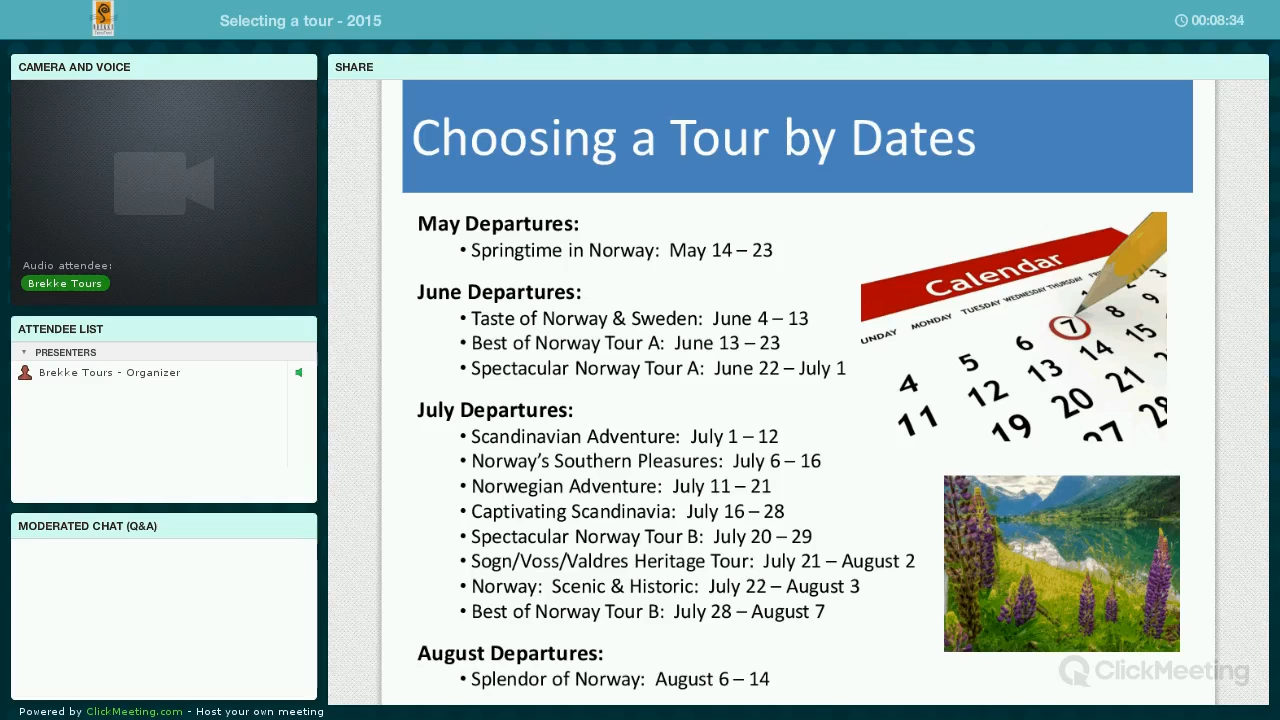 Selecting a tour - 2015
00:08:34
CAMERA AND VOICE
Audio attendee:
Brekke Tours
ATTENDEE LIST
PRESENTERS
Brekke Tours - Organizer
MODERATED CHAT (Q&A)
SHARE
Choosing a Tour by Dates
May Departures:
• Springtime in Norway: May 14 – 23
June Departures:
• Taste of Norway & Sweden: June 4 – 13
• Best of Norway Tour A: June 13 – 23
• Spectacular Norway Tour A: June 22 – July 1
July Departures:
• Scandinavian Adventure: July 1 – 12
• Norway’s Southern Pleasures: July 6 – 16
• Norwegian Adventure: July 11 – 21
• Captivating Scandinavia: July 16 – 28
• Spectacular Norway Tour B: July 20 – 29
• Sogn/Voss/Valdres Heritage Tour: July 21 – August 2
• Norway: Scenic & Historic: July 22 – August 3
• Best of Norway Tour B: July 28 – August 7
August Departures:
• Splendor of Norway: August 6 – 14
Calendar
UNDAY MONDAY TUESDAY WEDNESDAY THURSDAY
4 5 6 7 8 9
11 12 13 14 15
19 20 21
ClickMeeting
Powered by ClickMeeting.com - Host your own meeting